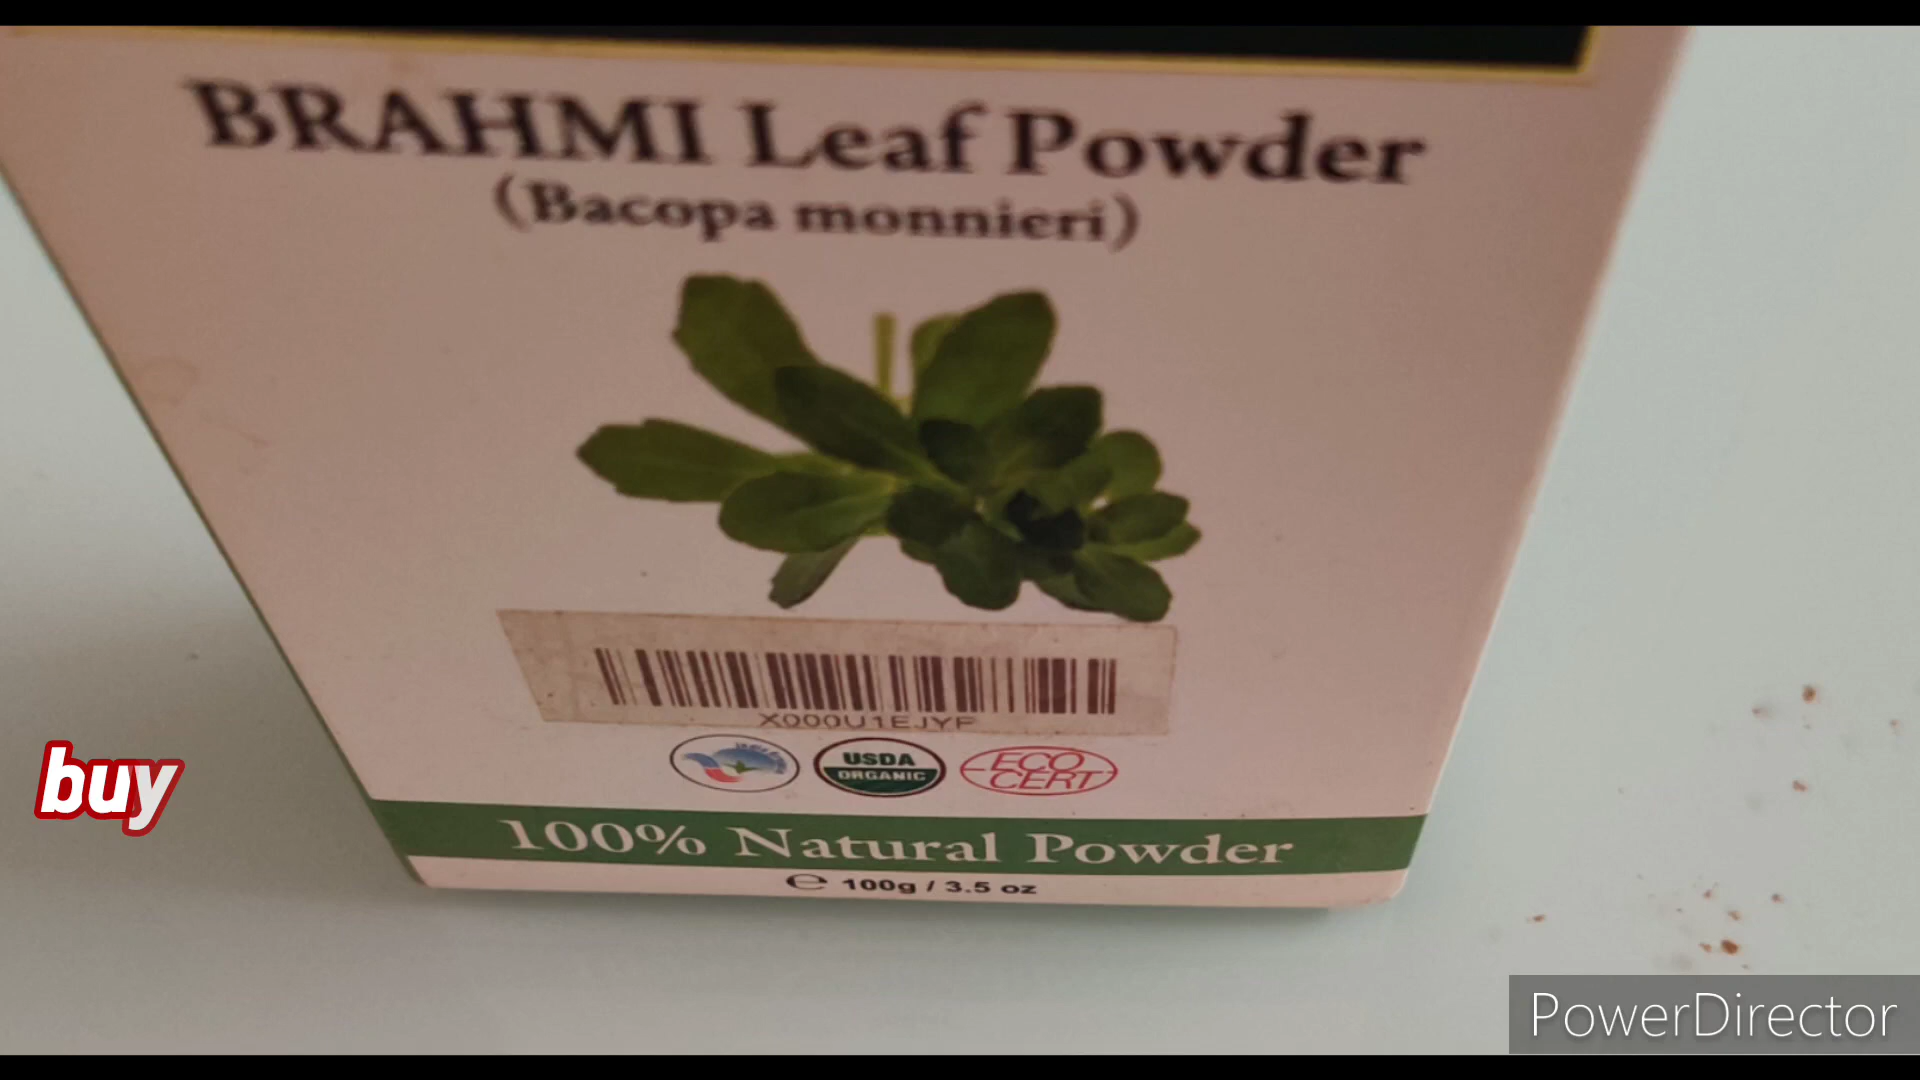 BRAHMI Leaf Powder
(Bacopa monnieri)
X000U1EJYF
USDA
ORGANIC
ECO
CERT
buy
100% Natural Powder
℮ 100g / 3.5 oz
PowerDirector